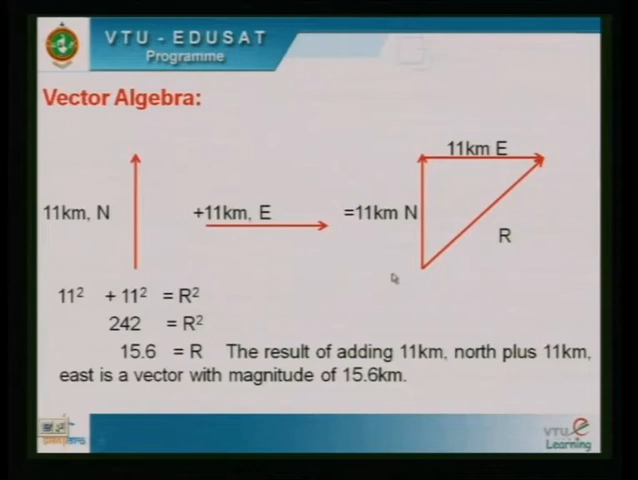 VTU - EDUSAT
Programme
Vector Algebra:
11km E
11km, N
+11km, E
=11km N
R
11² + 11² = R²
242 = R²
15.6 = R The result of adding 11km, north plus 11km,
east is a vector with magnitude of 15.6km.
VTU e
Learning